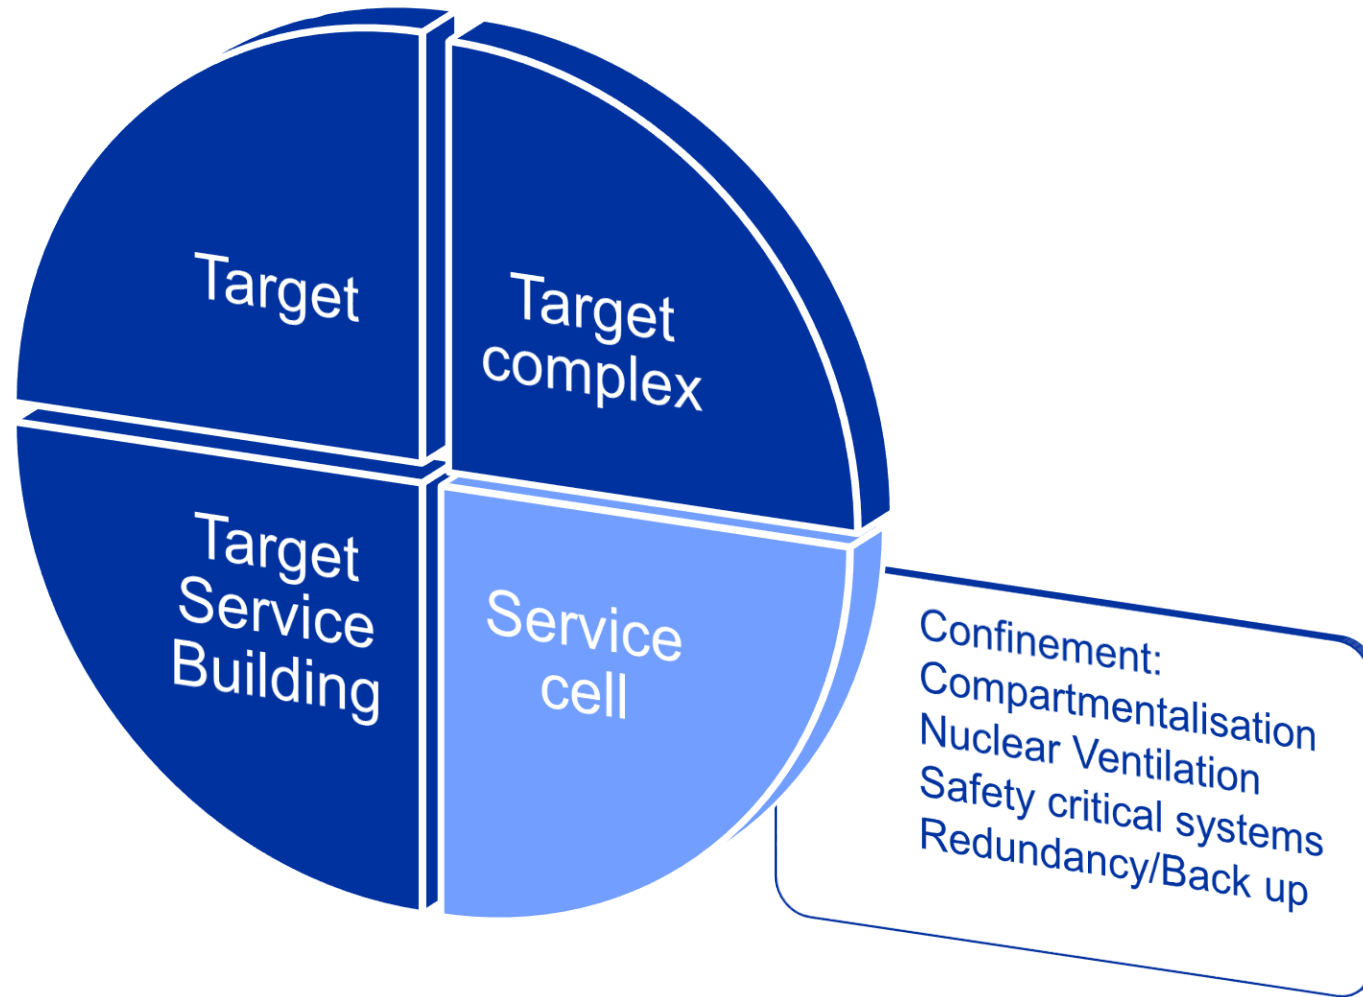 Target
Target
complex
Target
Service
Building
Service
cell
Confinement:
Compartmentalisation
Nuclear Ventilation
Safety critical systems
Redundancy/Back up